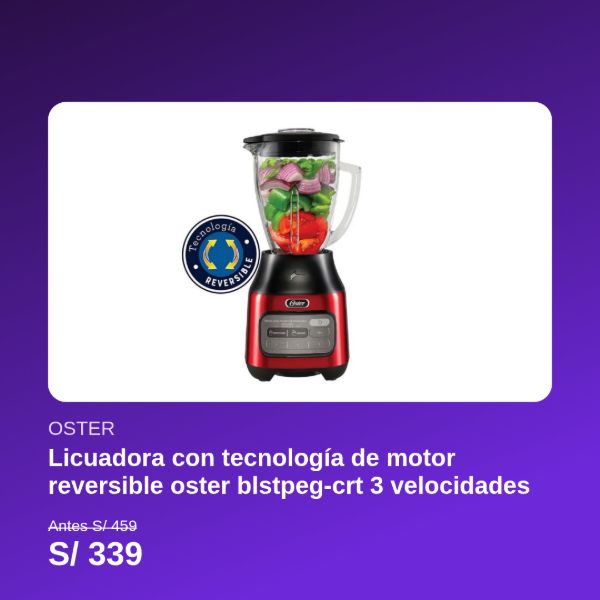 Tecnología
REVERSIBLE
Oster
OSTER
Licuadora con tecnología de motor
reversible oster blstpeg-crt 3 velocidades
Antes S/ 459
S/ 339